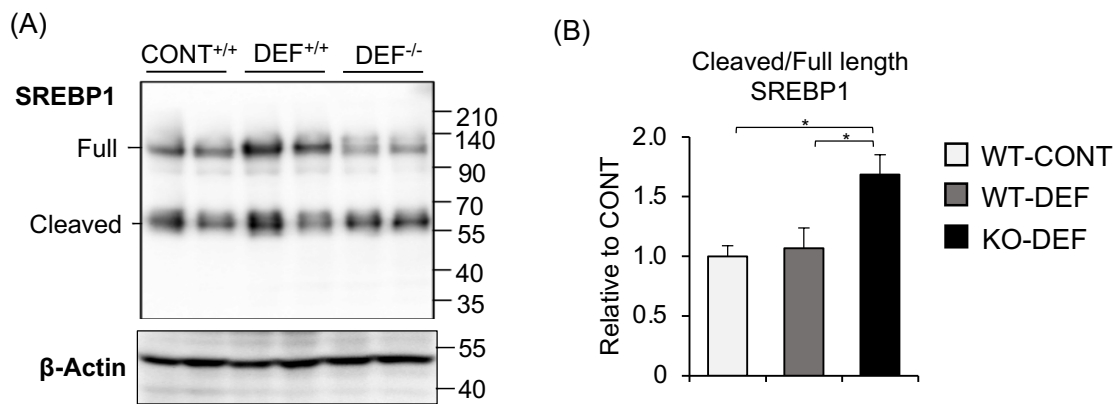 (A)
CONT+/+ DEF+/+ DEF-/-
SREBP1
Full
Cleaved
210
140
90
70
55
40
35
β-Actin
55
40
(B)
Cleaved/Full length
SREBP1
Relative to CONT
2.0
1.5
1.0
0.5
0
*
*
WT-CONT
WT-DEF
KO-DEF